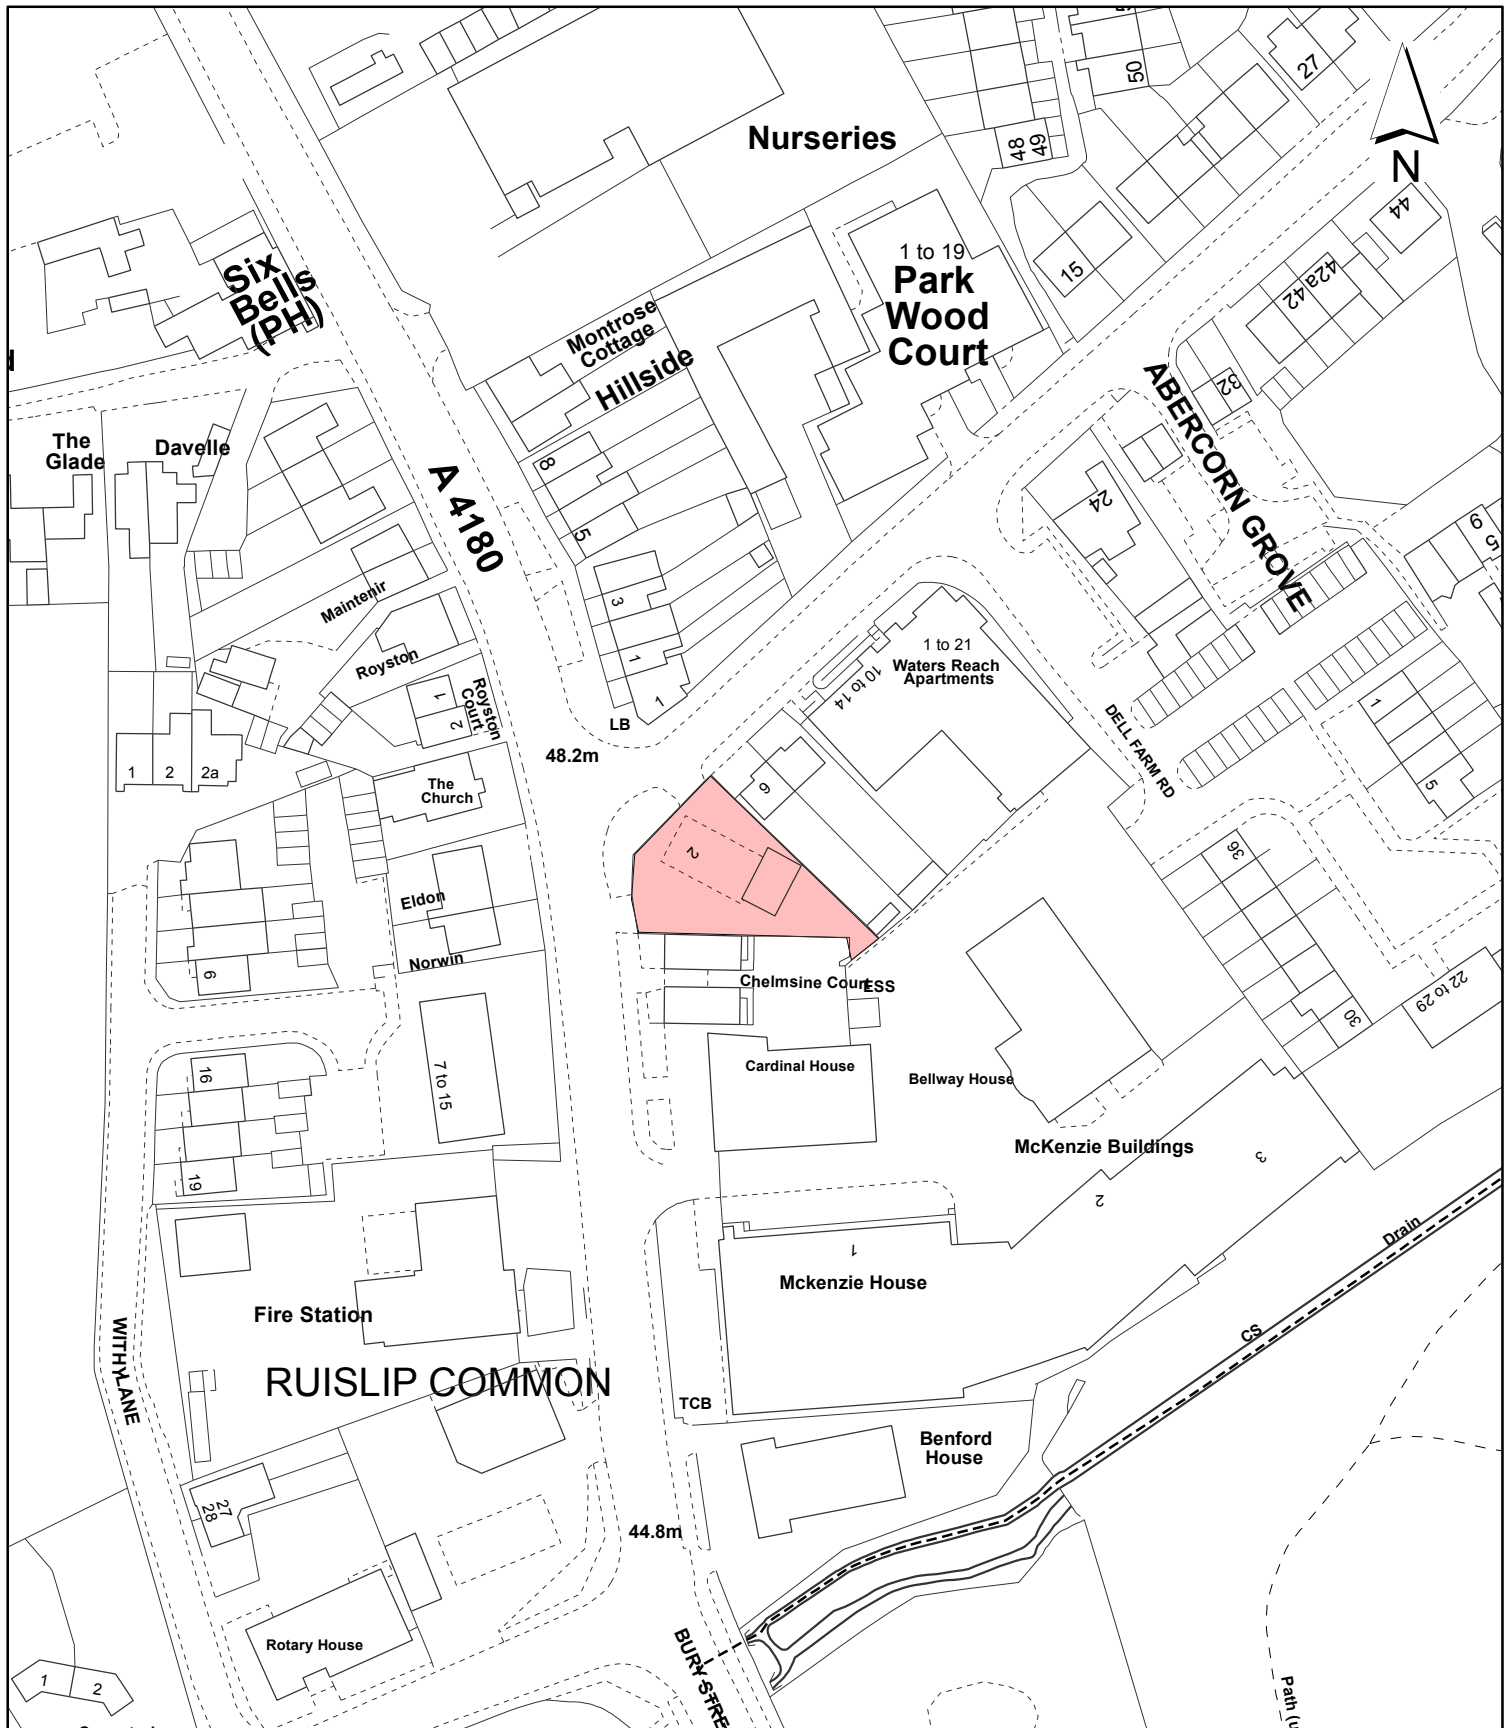 50
27
48
49
Nurseries
N
44
1 to 19
Park
Wood
Court
15
42a
42
Six
Bells
(PH)
Montrose
Cottage
Hillside
32
ABERCORN GROVE
The
Glade
Davelle
A 4180
8
5
24
9
5
Maintenir
3
1
1
Royston
1
2
Royston
Court
LB
48.2m
1 to 21
Waters Reach
Apartments
10 to 14
DELL FARM RD
1
5
1
2
2a
The
Church
6
2
36
Eldon
Norwin
6
Chelmsine Court
ESS
22 to 29
30
16
7 to 15
Cardinal House
Bellway House
McKenzie Buildings
3
2
19
1
Mckenzie House
Drain
Fire Station
CS
WITHY LANE
RUISLIP COMMON
TCB
Benford
House
27
28
44.8m
Rotary House
BURY STRE
1
2
Path (u